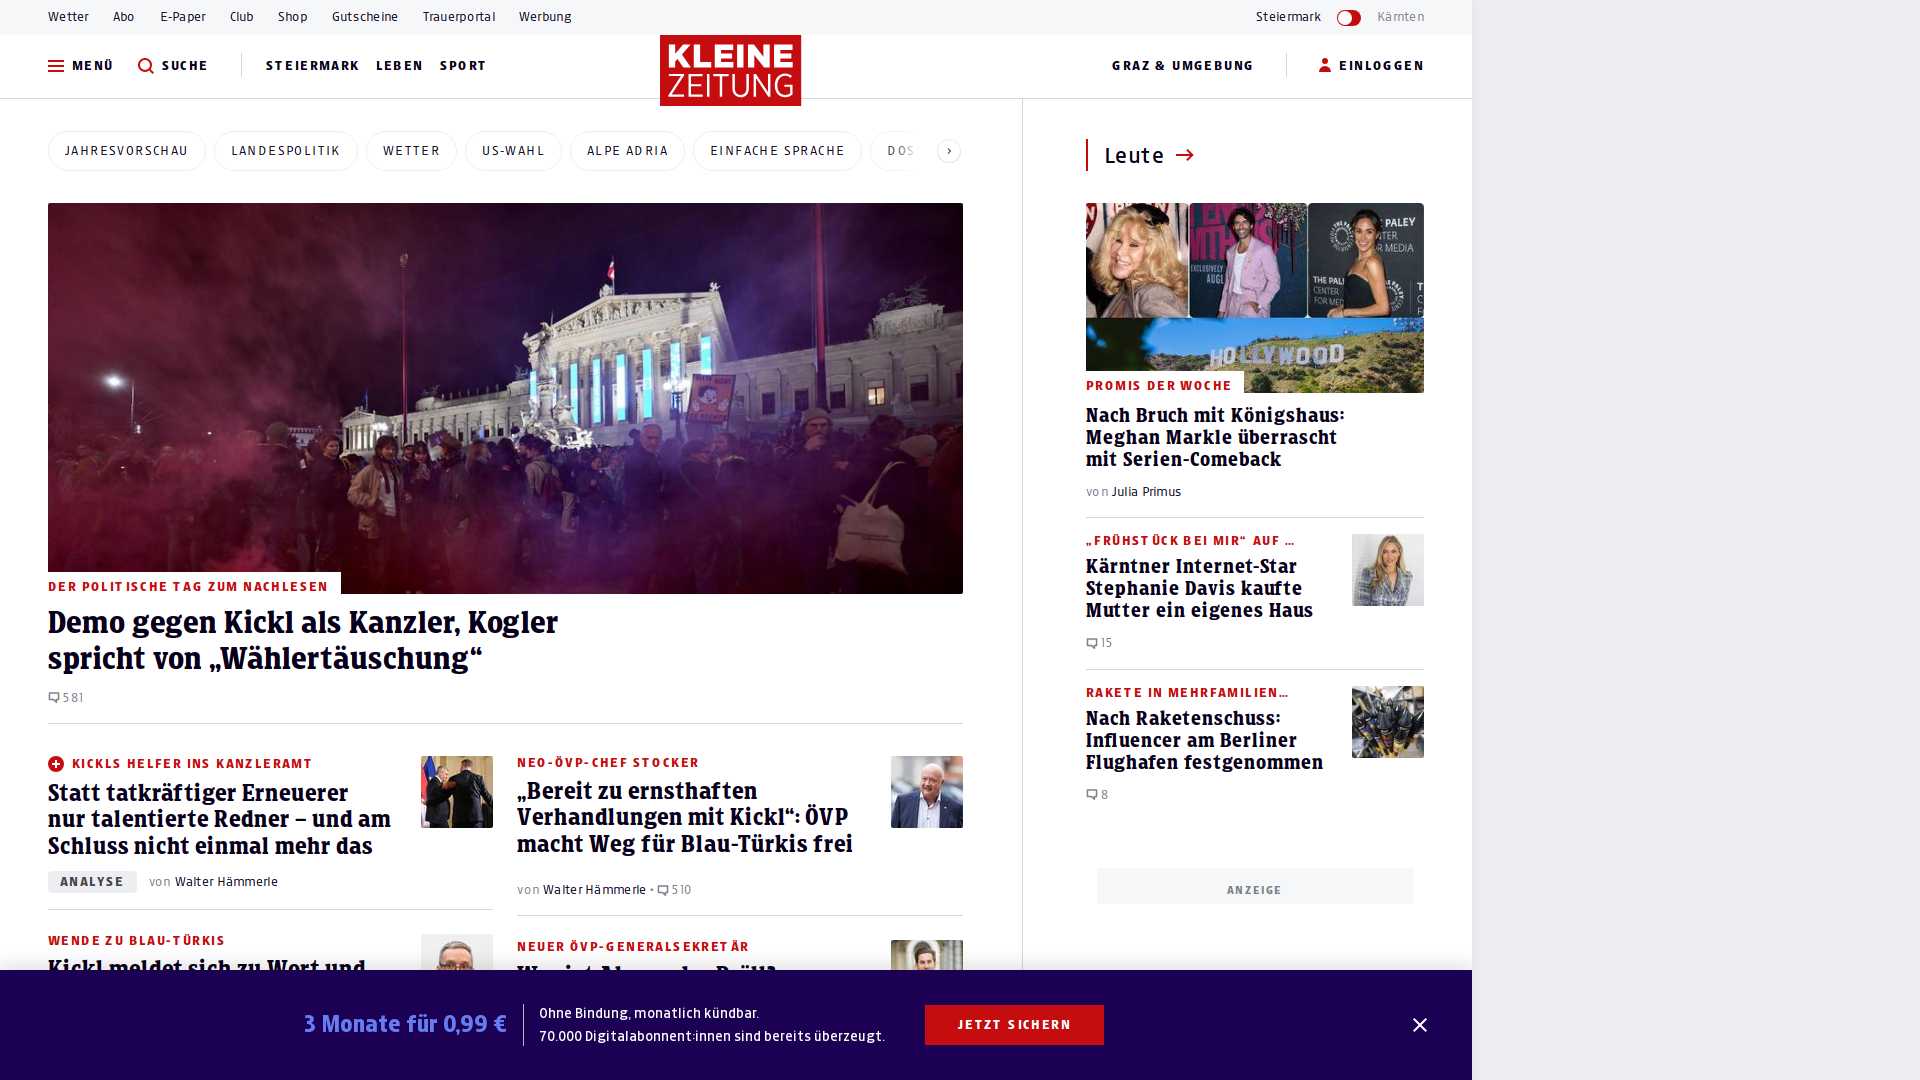 Wetter Abo E-Paper Club Shop Gutscheine Trauerportal Werbung
Steiermark Kärnten
MENÜ SUCHE STEIERMARK LEBEN SPORT
KLEINE
ZEITUNG
GRAZ & UMGEBUNG EINLOGGEN
JAHRESVORSCHAU LANDESPOLITIK WETTER US-WAHL ALPE ADRIA EINFACHE SPRACHE DOS
DER POLITISCHE TAG ZUM NACHLESEN
Demo gegen Kickl als Kanzler, Kogler
spricht von „Wählertäuschung“
581
KICKLS HELFER INS KANZLERAMT
Statt tatkräftiger Erneuerer
nur talentierte Redner – und am
Schluss nicht einmal mehr das
ANALYSE von Walter Hämmerle
WENDE ZU BLAU-TÜRKIS
Kickl meldet sich zu Wort und
NEO-ÖVP-CHEF STOCKER
„Bereit zu ernsthaften
Verhandlungen mit Kickl“: ÖVP
macht Weg für Blau-Türkis frei
von Walter Hämmerle • 510
NEUER ÖVP-GENERALSEKRETÄR
Wer ist Alexander Pröll?
Leute
PALEY
CENTER
FOR MEDIA
HOLLYWOOD
PROMIS DER WOCHE
Nach Bruch mit Königshaus:
Meghan Markle überrascht
mit Serien-Comeback
von Julia Primus
„FRÜHSTÜCK BEI MIR“ AUF ...
Kärntner Internet-Star
Stephanie Davis kaufte
Mutter ein eigenes Haus
15
RAKETE IN MEHRFAMILIEN...
Nach Raketenschuss:
Influencer am Berliner
Flughafen festgenommen
8
ANZEIGE
3 Monate für 0,99 €
Ohne Bindung, monatlich kündbar.
70.000 Digitalabonnent:innen sind bereits überzeugt.
JETZT SICHERN